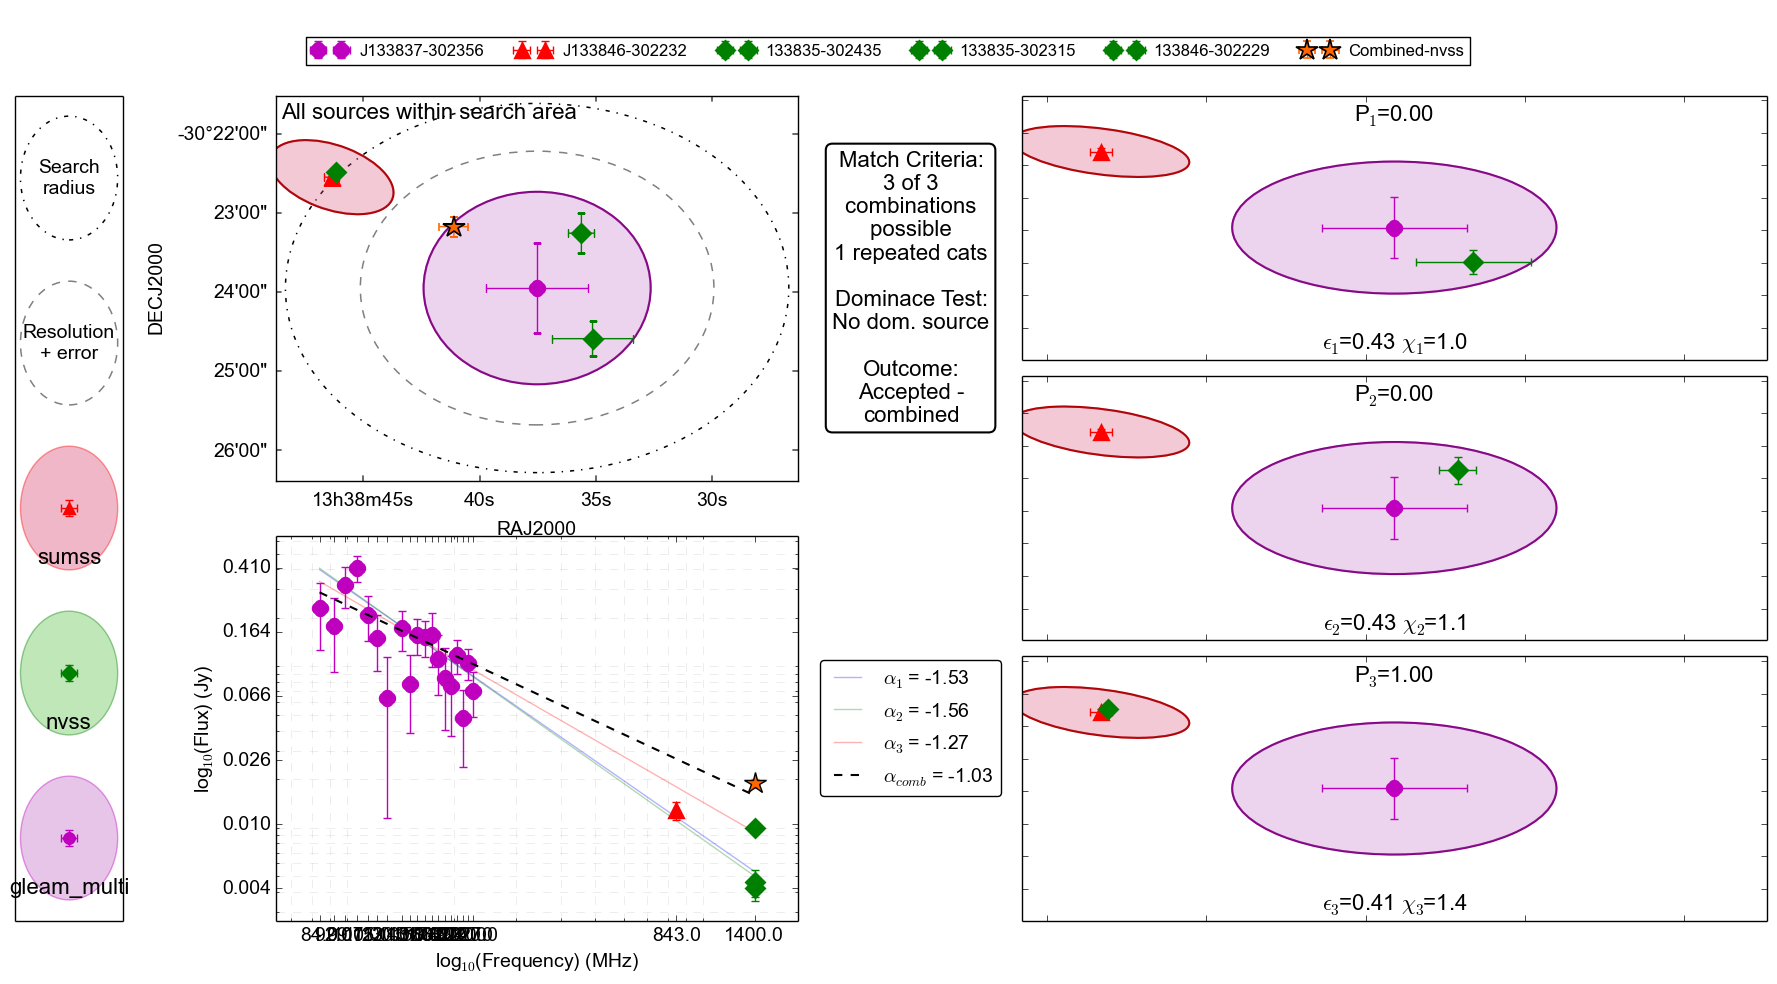 J133837-302356 J133846-302232 133835-302435 133835-302315 133846-302229 Combined-nvss
Search
radius
Resolution
+ error
sumss
nvss
gleam_multi
All sources within search area
-30°22'00"
23'00"
24'00"
25'00"
26'00"
DECJ2000
13h38m45s 40s 35s 30s
RAJ2000
Match Criteria:
3 of 3
combinations
possible
1 repeated cats
Dominace Test:
No dom. source
Outcome:
Accepted -
combined
P1=0.00
ϵ1=0.43 χ1=1.0
P2=0.00
ϵ2=0.43 χ2=1.1
P3=1.00
ϵ3=0.41 χ3=1.4
0.410
0.164
0.066
0.026
0.010
0.004
log10(Flux) (Jy)
843.0 1400.0
log10(Frequency) (MHz)
α1 = -1.53
α2 = -1.56
α3 = -1.27
αcomb = -1.03